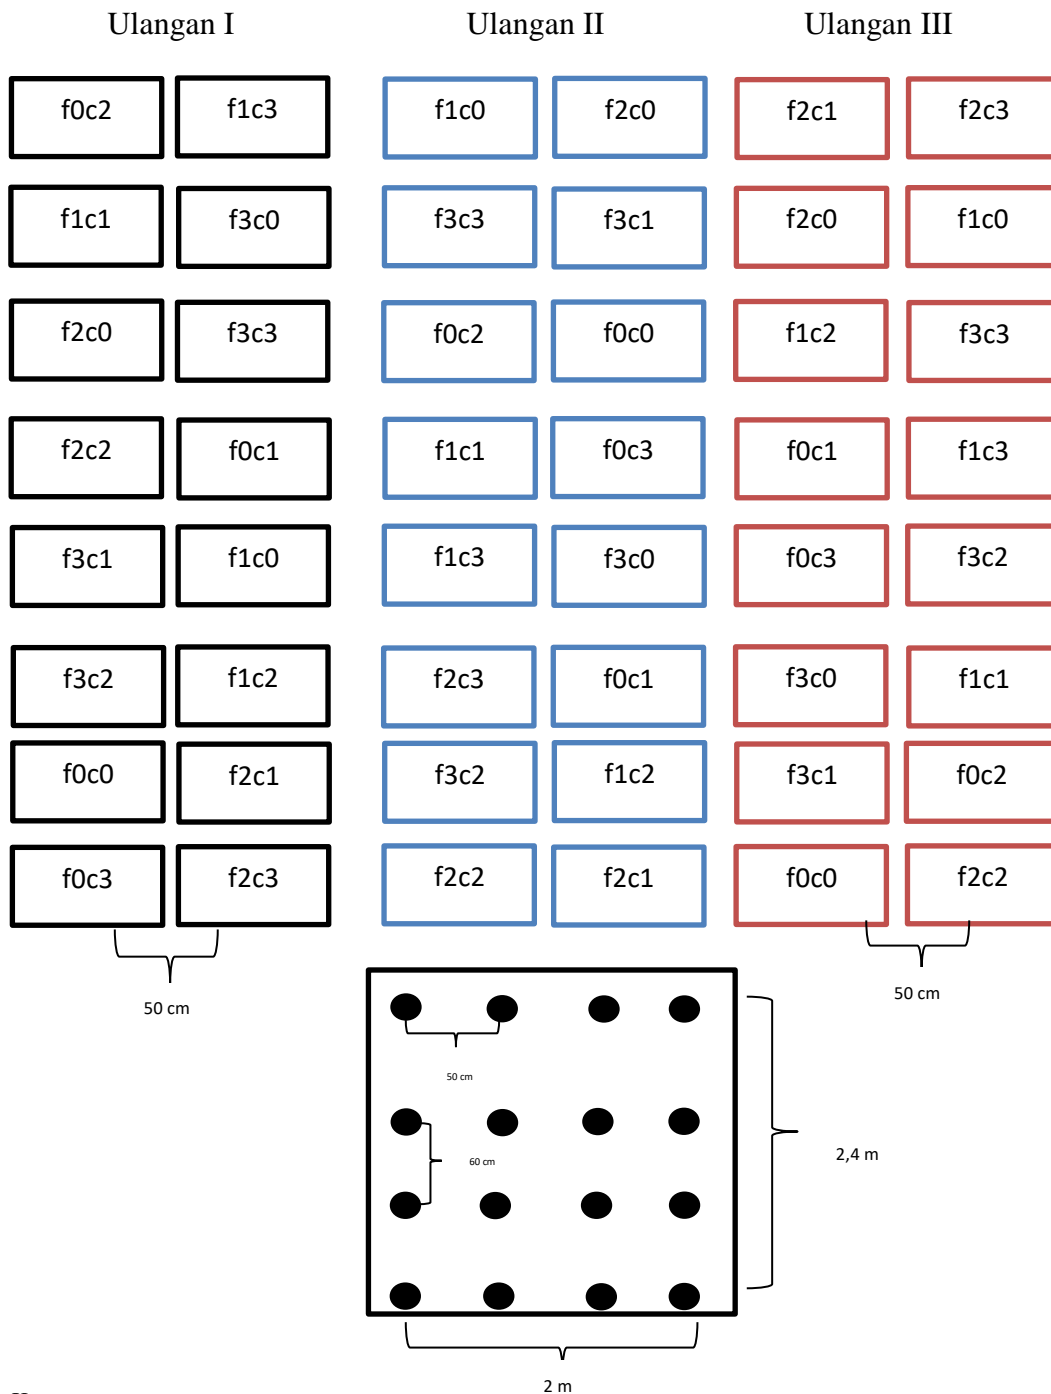 Ulangan I Ulangan II Ulangan III
f0c2 f1c3 f1c0 f2c0 f2c1 f2c3
f1c1 f3c0 f3c3 f3c1 f2c0 f1c0
f2c0 f3c3 f0c2 f0c0 f1c2 f3c3
f2c2 f0c1 f1c1 f0c3 f0c1 f1c3
f3c1 f1c0 f1c3 f3c0 f0c3 f3c2
f3c2 f1c2 f2c3 f0c1 f3c0 f1c1
f0c0 f2c1 f3c2 f1c2 f3c1 f0c2
f0c3 f2c3 f2c2 f2c1 f0c0 f2c2
50 cm 50 cm
50 cm
60 cm
2,4 m
2 m